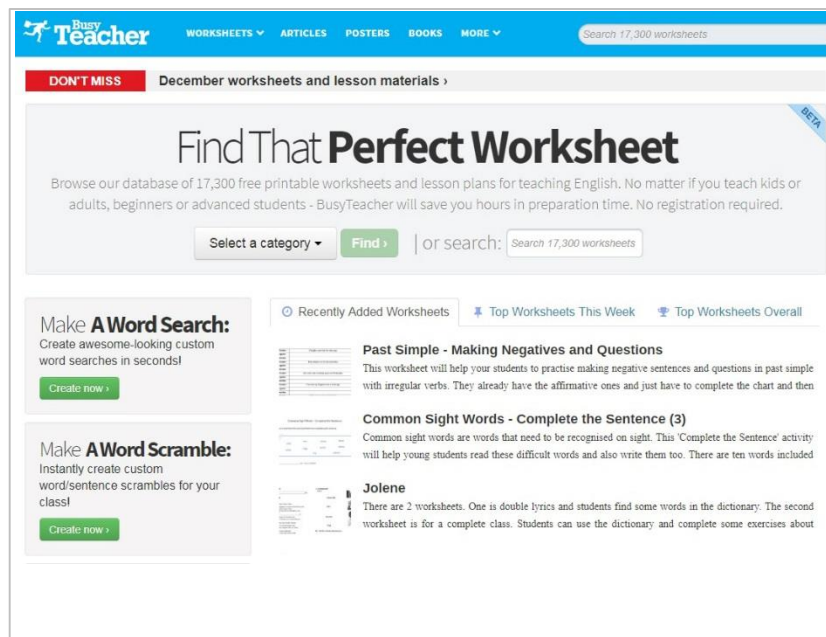 Busy
Teacher
WORKSHEETS ARTICLES POSTERS BOOKS MORE
Search 17,300 worksheets
DON'T MISS
December worksheets and lesson materials ›
BETA
Find That Perfect Worksheet
Browse our database of 17,300 free printable worksheets and lesson plans for teaching English. No matter if you teach kids or
adults, beginners or advanced students - BusyTeacher will save you hours in preparation time. No registration required.
Select a category Find › | or search: Search 17,300 worksheets
Make A Word Search:
Create awesome-looking custom
word searches in seconds!
Create now ›
Make A Word Scramble:
Instantly create custom
word/sentence scrambles for your
class!
Create now ›
Recently Added Worksheets Top Worksheets This Week Top Worksheets Overall
Past Simple - Making Negatives and Questions
This worksheet will help your students to practise making negative sentences and questions in past simple
with irregular verbs. They already have the affirmative ones and just have to complete the chart and then
Common Sight Words - Complete the Sentence (3)
Common sight words are words that need to be recognised on sight. This 'Complete the Sentence' activity
will help young students read these difficult words and also write them too. There are ten words included
Jolene
There are 2 worksheets. One is double lyrics and students find some words in the dictionary. The second
worksheet is for a complete class. Students can use the dictionary and complete some exercises about